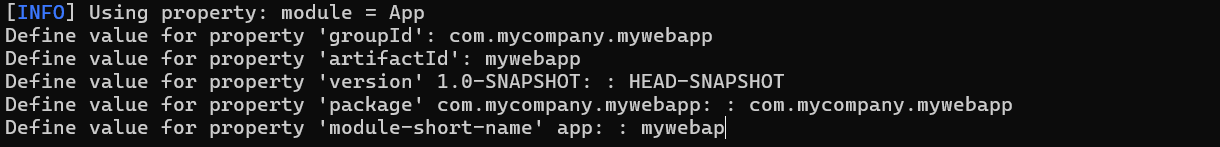 [INFO] Using property: module = App
Define value for property 'groupId': com.mycompany.mywebapp
Define value for property 'artifactId': mywebapp
Define value for property 'version' 1.0-SNAPSHOT: : HEAD-SNAPSHOT
Define value for property 'package' com.mycompany.mywebapp: : com.mycompany.mywebapp
Define value for property 'module-short-name' app: : mywebap